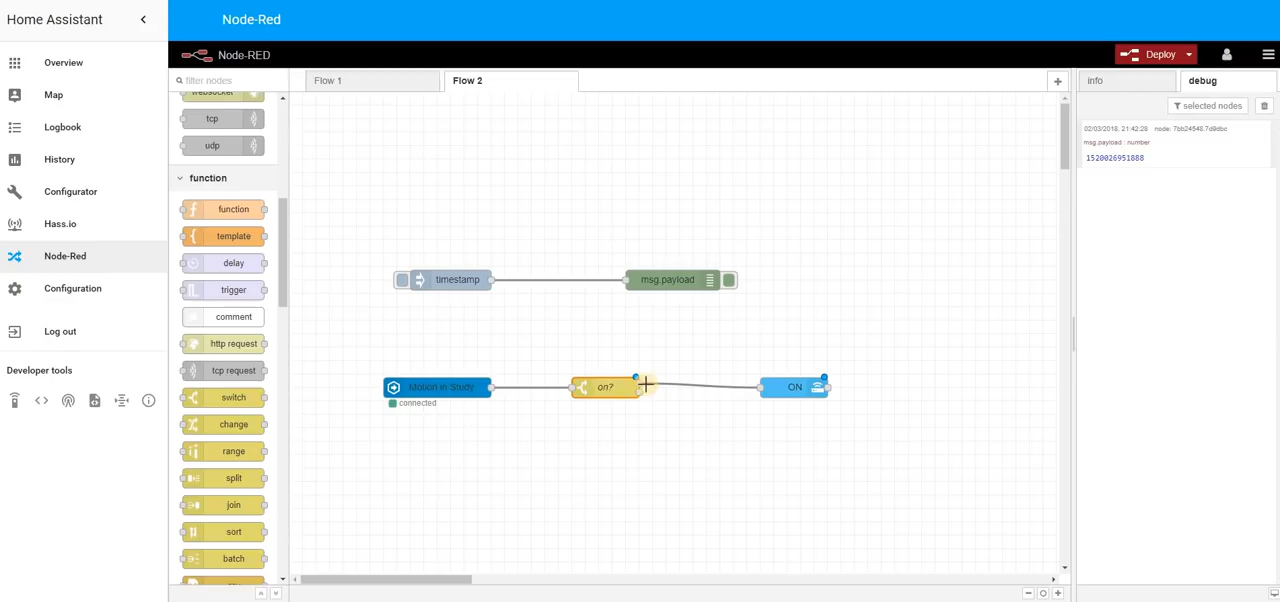 Home Assistant
Node-Red
Overview
Map
Logbook
History
Configurator
Hass.io
Node-Red
Configuration
Log out
Developer tools
Node-RED
Deploy
filter nodes
websocket
tcp
udp
function
function
template
delay
trigger
comment
http request
tcp request
switch
change
range
split
join
sort
batch
Flow 1
Flow 2
timestamp
msg.payload
Motion in Study
connected
on?
ON
info
debug
selected nodes
02/03/2018, 21:42:28 node: 7bb24548.7d9dbc
msg.payload : number
1520026951888